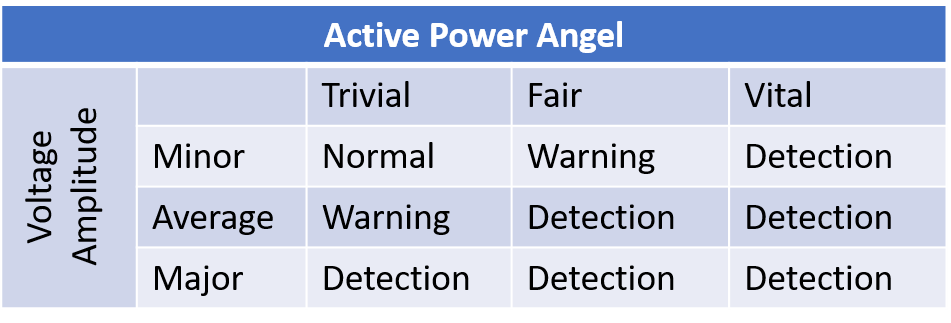 Active Power Angel
Voltage
Amplitude
Trivial Fair Vital
Minor Normal Warning Detection
Average Warning Detection Detection
Major Detection Detection Detection